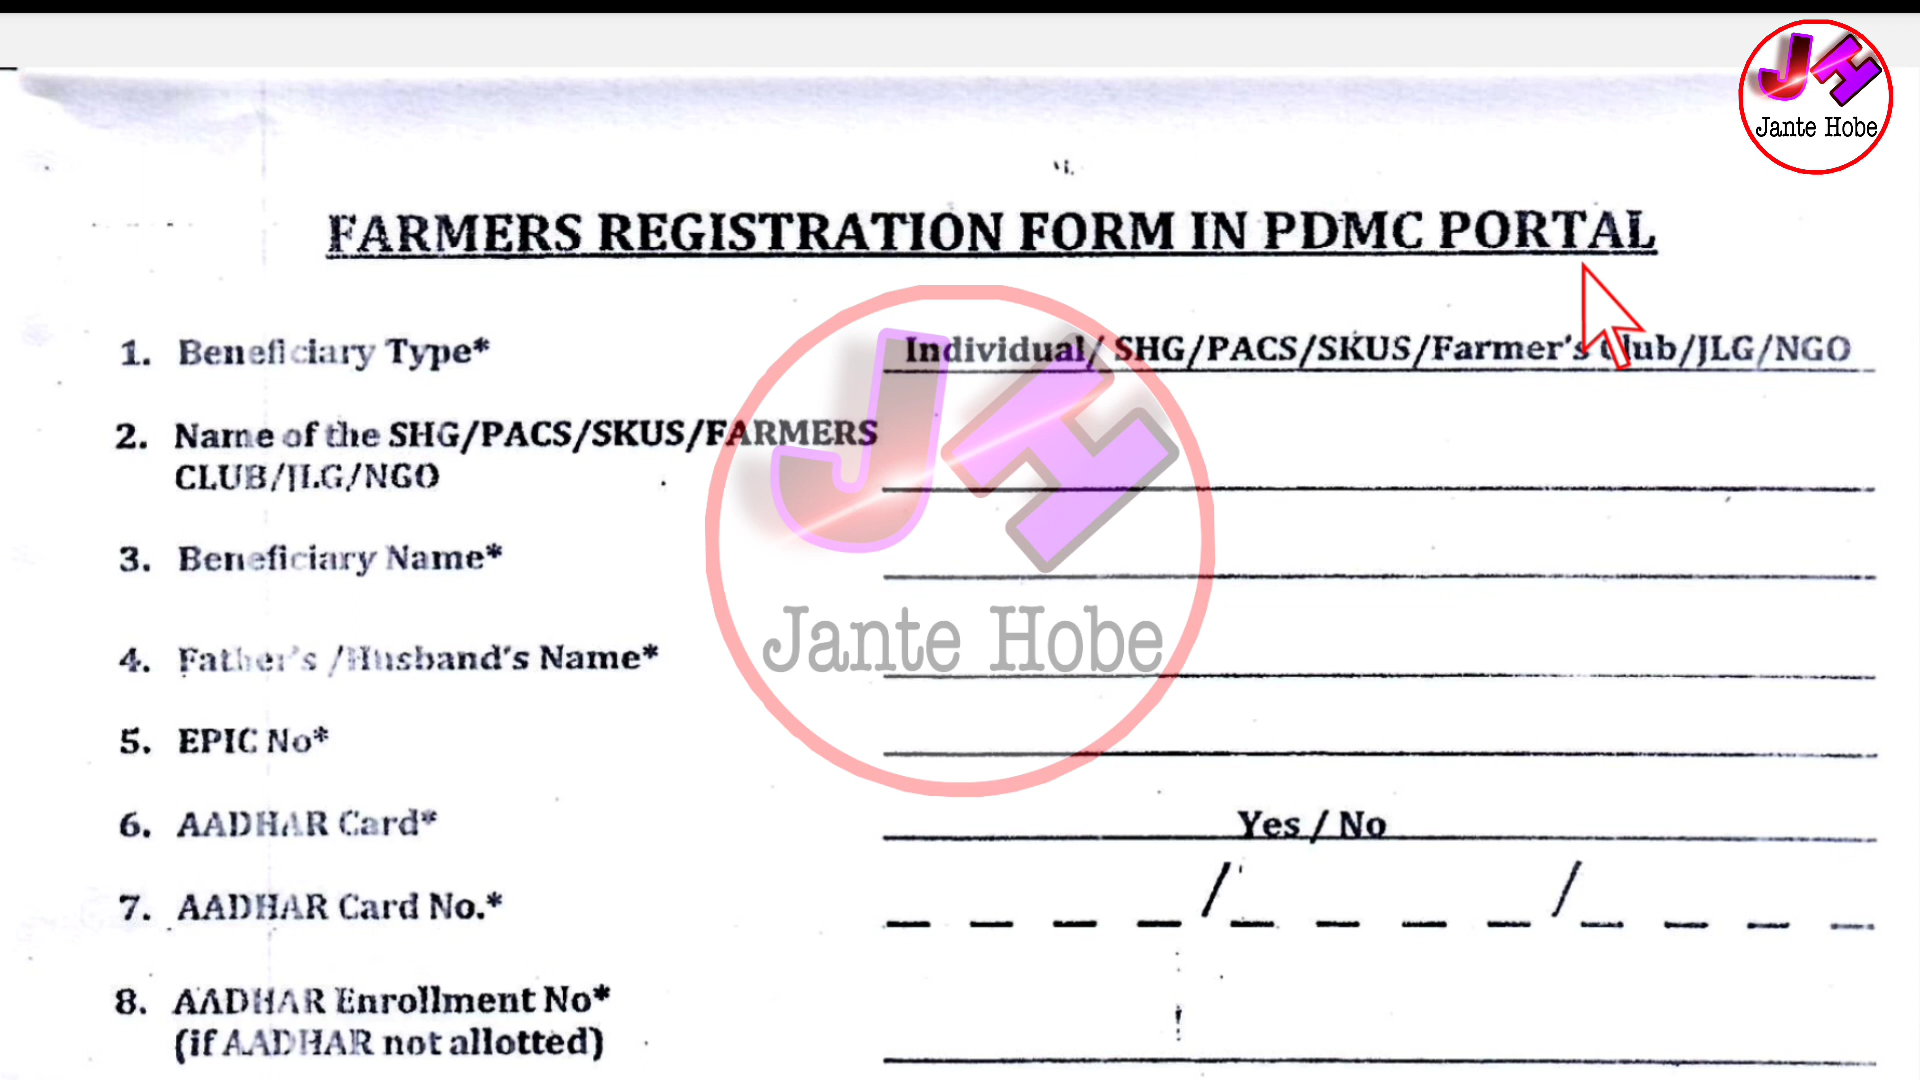 JH
Jante Hobe
FARMERS REGISTRATION FORM IN PDMC PORTAL
1. Beneficiary Type* Individual/ SHG/PACS/SKUS/Farmer's Club/JLG/NGO
2. Name of the SHG/PACS/SKUS/FARMERS
CLUB/JLG/NGO
3. Beneficiary Name*
4. Father's /Husband's Name*
5. EPIC No*
6. AADHAR Card* Yes / No
7. AADHAR Card No.* _ _ _ _ / _ _ _ _ / _ _ _ _
8. AADHAR Enrollment No*
(if AADHAR not allotted)
JH
Jante Hobe